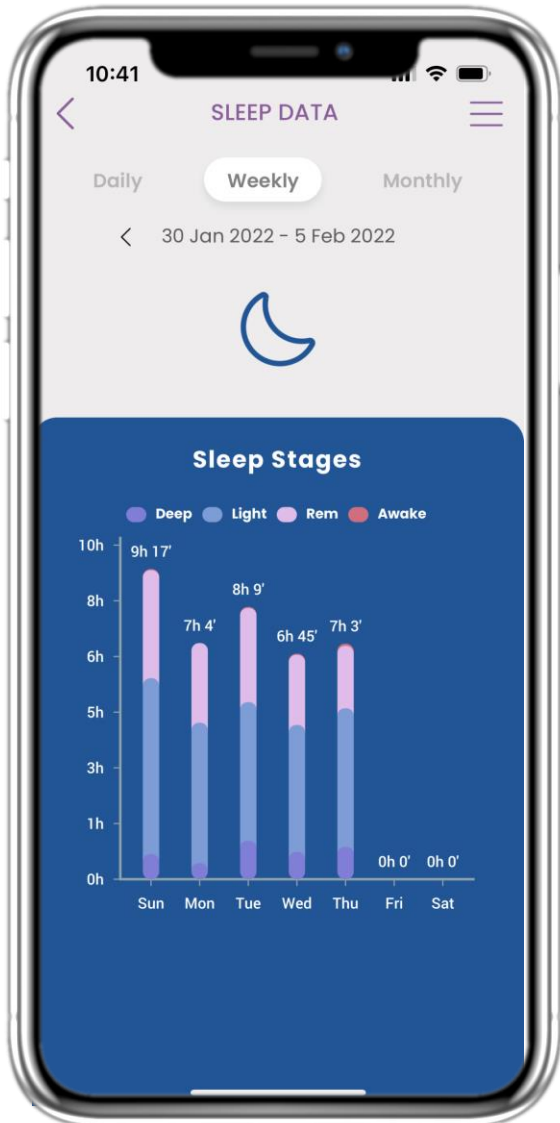 10:41
SLEEP DATA
Daily Weekly Monthly
30 Jan 2022 - 5 Feb 2022
Sleep Stages
Deep Light Rem Awake
10h
9h 17'
8h
8h 9'
7h 4'
6h 45'
7h 3'
6h
5h
3h
1h
0h 0' 0h 0'
0h
Sun Mon Tue Wed Thu Fri Sat